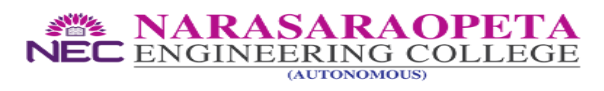 NEC
NARASARAOPETA
ENGINEERING COLLEGE
(AUTONOMOUS)